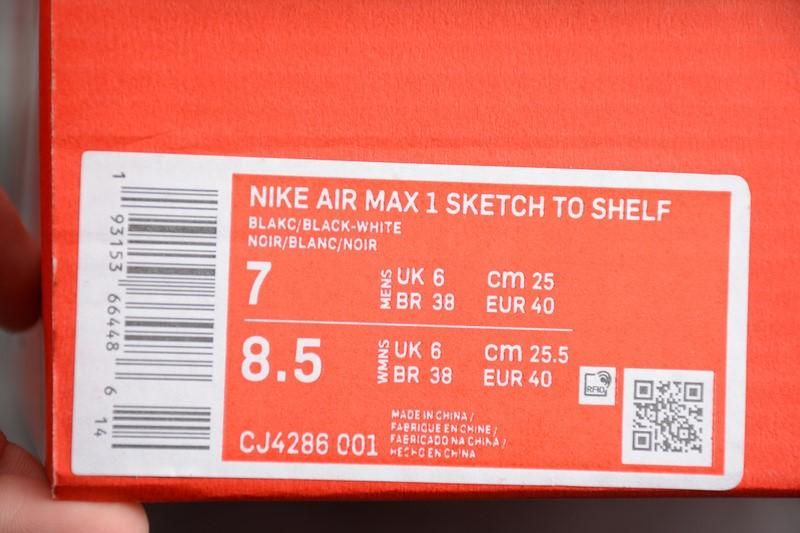 NIKE AIR MAX 1 SKETCH TO SHELF
BLAKC/BLACK-WHITE
NOIR/BLANC/NOIR
7 MENS UK 6 cm 25
BR 38 EUR 40
8.5 WMNS UK 6 cm 25.5
BR 38 EUR 40
RFID
CJ4286 001
MADE IN CHINA /
FABRIQUE EN CHINE /
FABRICADO NA CHINA /
HECHO EN CHINA
1 93153 66448 6 14